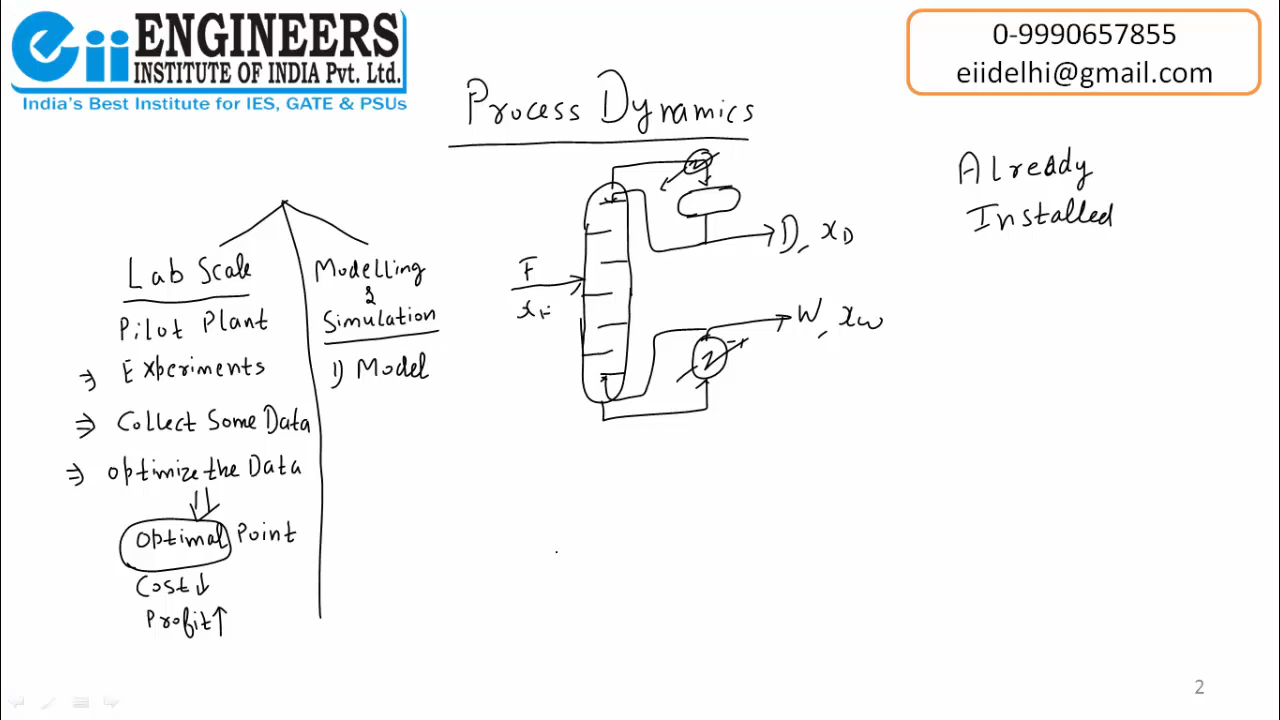 eii ENGINEERS
INSTITUTE OF INDIA Pvt. Ltd.
India's Best Institute for IES, GATE & PSUs
0-9990657855
eiidelhi@gmail.com
Process Dynamics
Already
Installed
Lab Scale
Pilot Plant
⇒ Experiments
⇒ Collect Some Data
⇒ Optimize the Data
Optimal Point
Cost ↓
Profit ↑
Modelling
&
Simulation
1) Model
F
xF
D, xD
W, xW
2